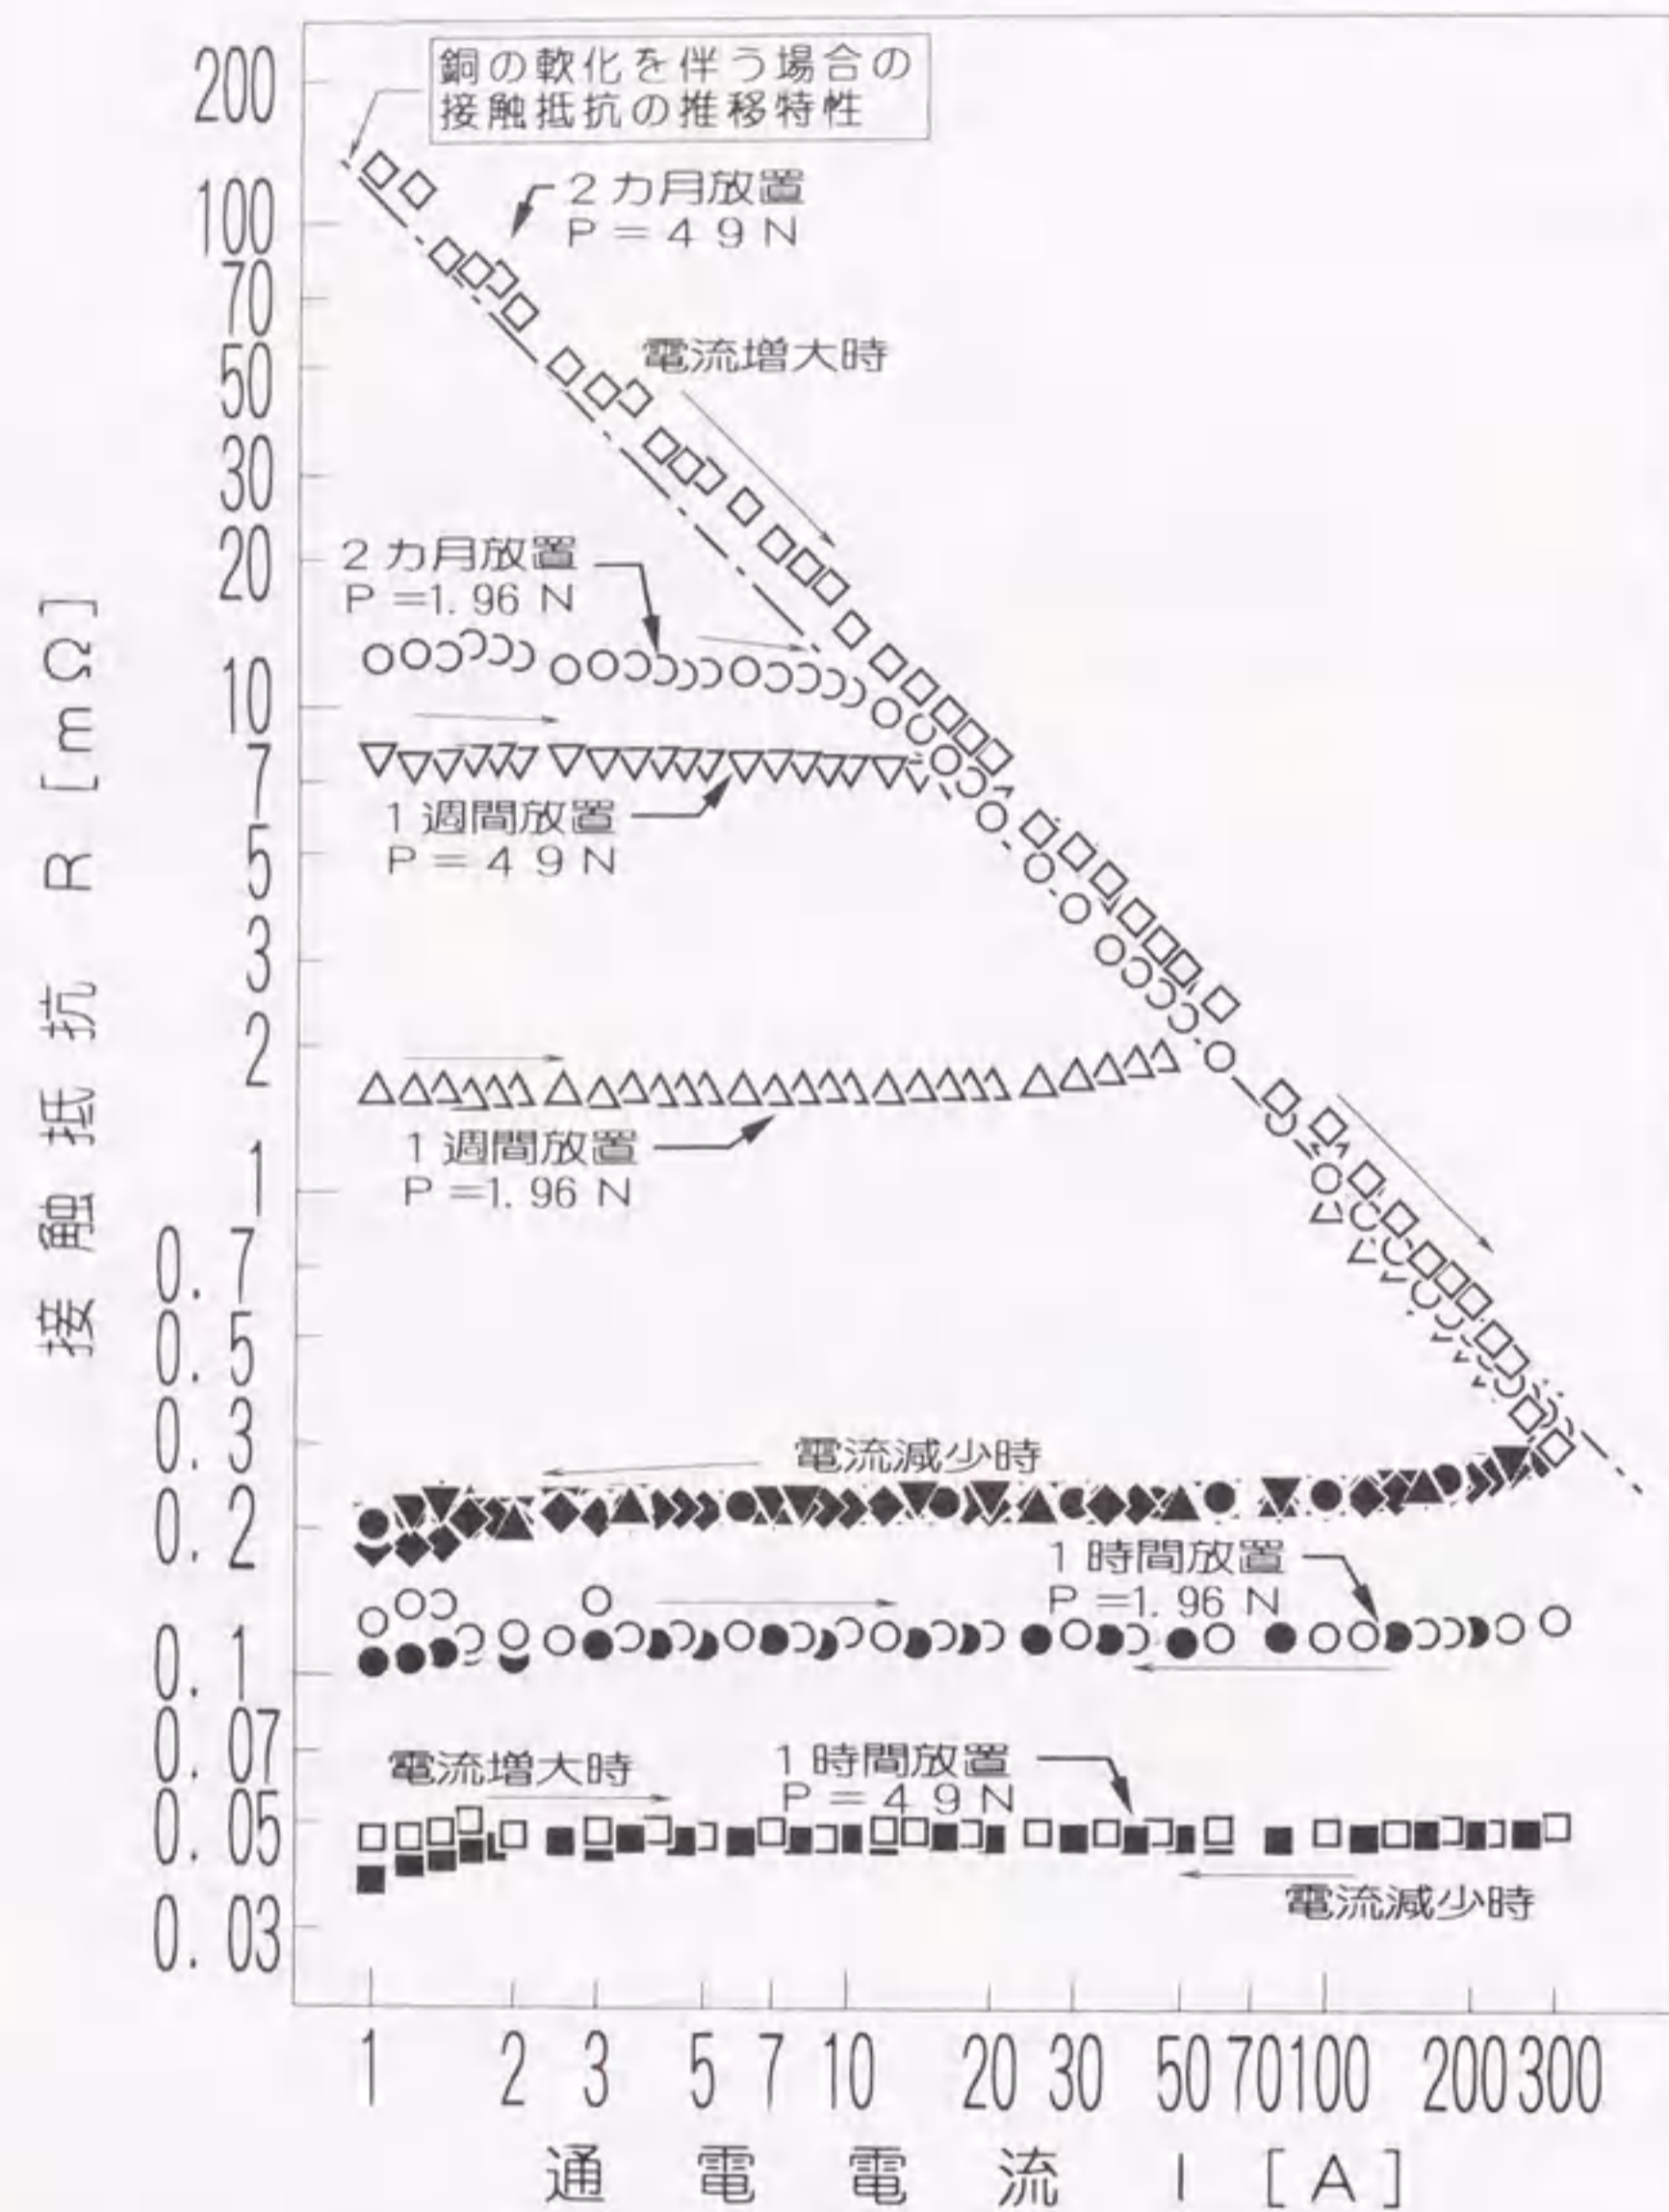 銅の軟化を伴う場合の
接触抵抗の推移特性
2カ月放置
P=49N
電流増大時
2カ月放置
P=1.96N
1週間放置
P=49N
1週間放置
P=1.96N
電流減少時
1時間放置
P=1.96N
電流増大時
1時間放置
P=49N
電流減少時
接触抵抗 R[mΩ]
200
100
70
50
30
20
10
7
5
3
2
1
0.7
0.5
0.3
0.2
0.1
0.07
0.05
0.03
1 2 3 5 7 10 20 30 50 70 100 200 300
通電電流 I[A]